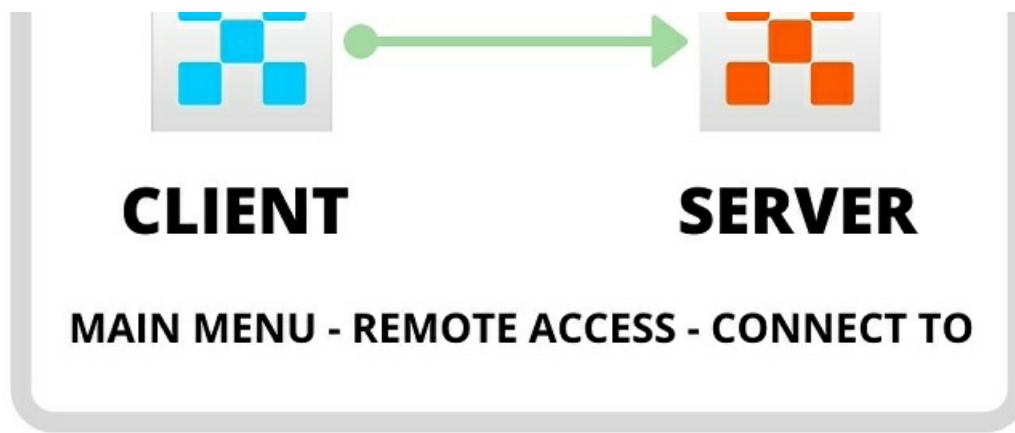 CLIENT SERVER
MAIN MENU - REMOTE ACCESS - CONNECT TO